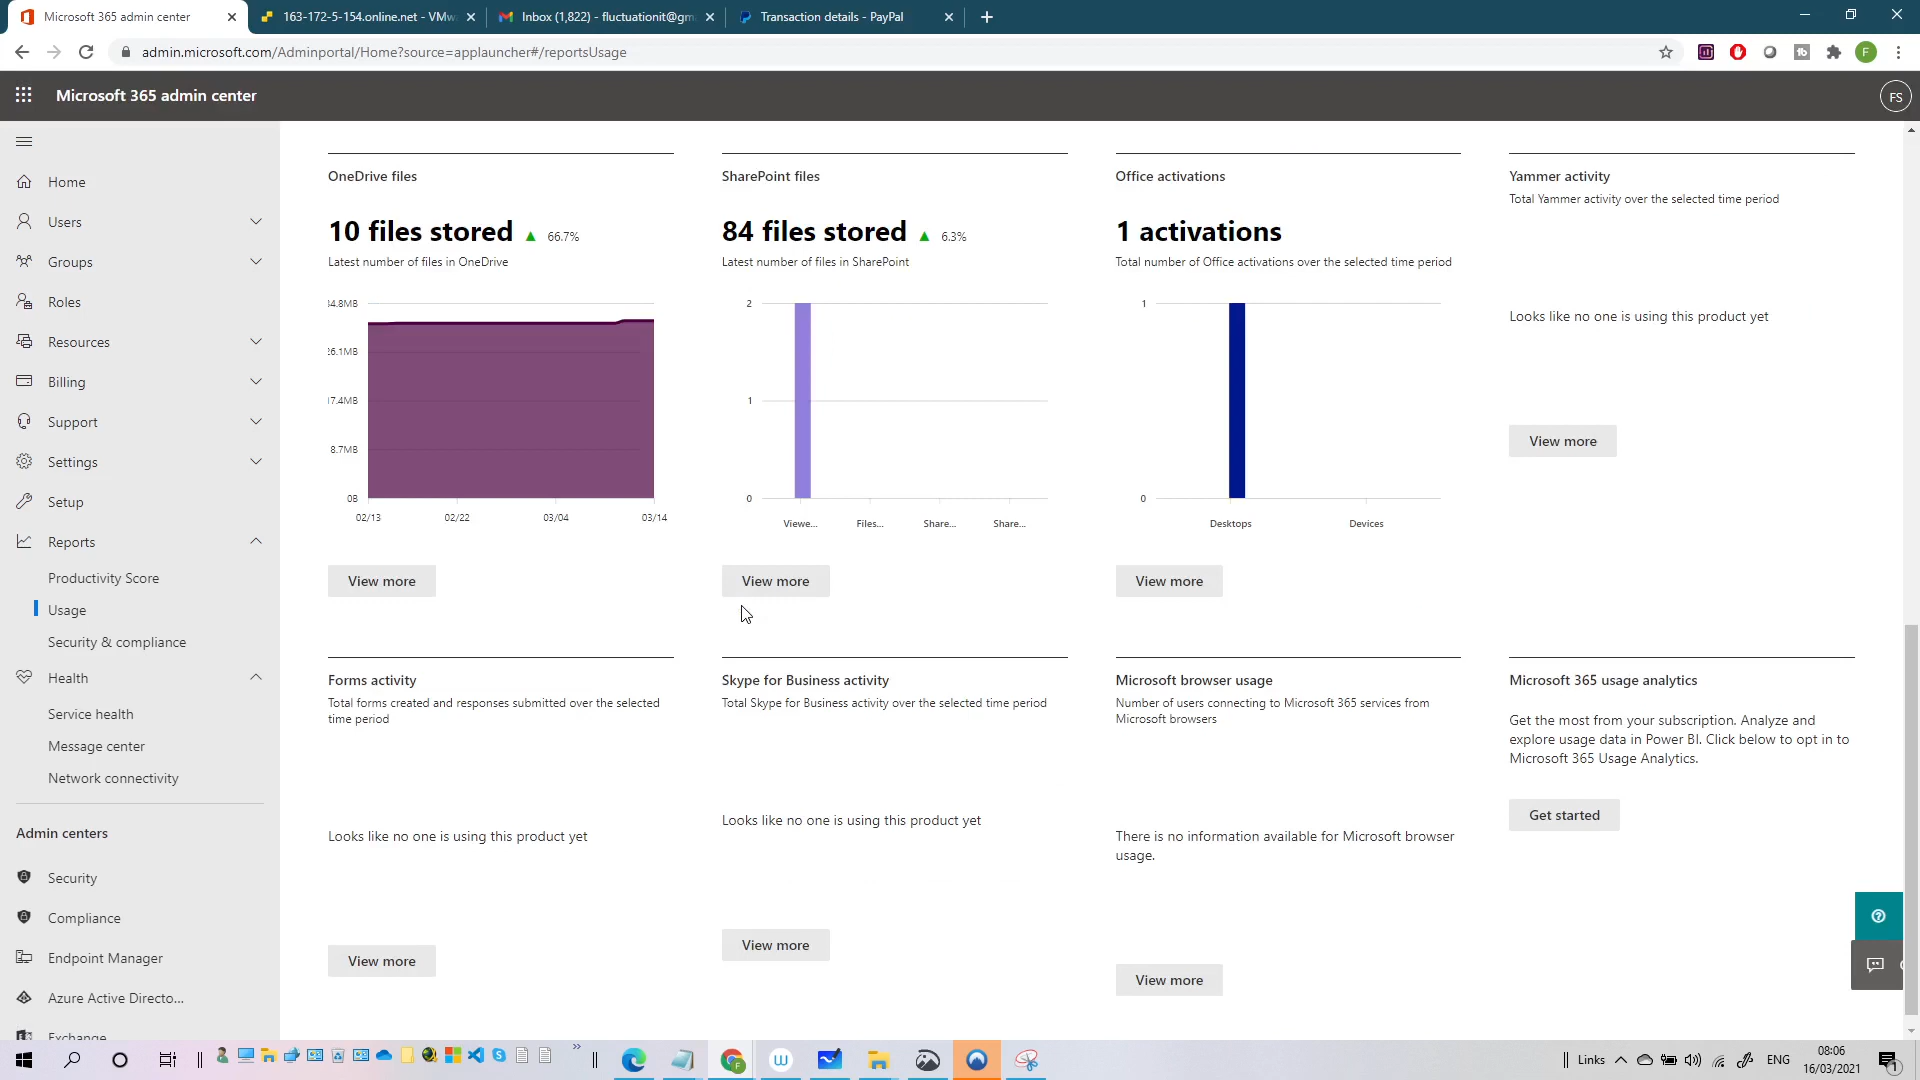 Microsoft 365 admin center
163-172-5-154.online.net - VMw
Inbox (1,822) - fluctuationit@gm
Transaction details - PayPal
admin.microsoft.com/Adminportal/Home?source=applauncher#/reportsUsage
F
Microsoft 365 admin center
FS
Home
Users
Groups
Roles
Resources
Billing
Support
Settings
Setup
Reports
Productivity Score
Usage
Security & compliance
Health
Service health
Message center
Network connectivity
Admin centers
Security
Compliance
Endpoint Manager
Azure Active Directo...
Exchange
OneDrive files
10 files stored ▲ 66.7%
Latest number of files in OneDrive
34.8MB
26.1MB
17.4MB
8.7MB
0B
02/13 02/22 03/04 03/14
View more
SharePoint files
84 files stored ▲ 6.3%
Latest number of files in SharePoint
2
1
0
Viewe... Files... Share... Share...
View more
Office activations
1 activations
Total number of Office activations over the selected time period
1
0
Desktops Devices
View more
Yammer activity
Total Yammer activity over the selected time period
Looks like no one is using this product yet
View more
Forms activity
Total forms created and responses submitted over the selected
time period
Looks like no one is using this product yet
View more
Skype for Business activity
Total Skype for Business activity over the selected time period
Looks like no one is using this product yet
View more
Microsoft browser usage
Number of users connecting to Microsoft 365 services from
Microsoft browsers
There is no information available for Microsoft browser
usage.
View more
Microsoft 365 usage analytics
Get the most from your subscription. Analyze and
explore usage data in Power BI. Click below to opt in to
Microsoft 365 Usage Analytics.
Get started
Links
ENG
08:06
16/03/2021